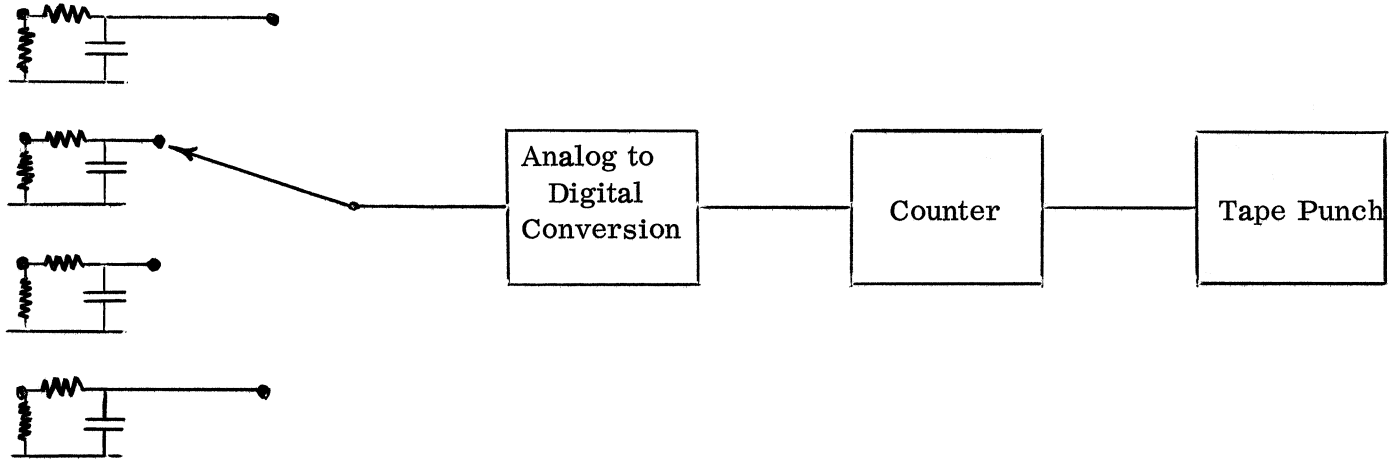 Analog to
Digital
Conversion
Counter
Tape Punch